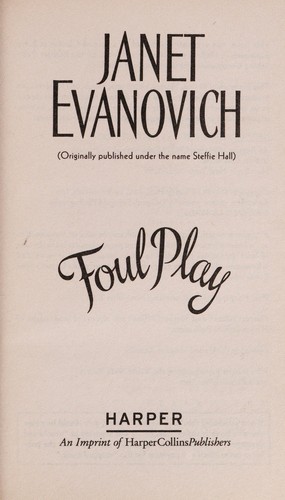 JANET
EVANOVICH
(Originally published under the name Steffie Hall)
Foul Play
HARPER
An Imprint of HarperCollinsPublishers